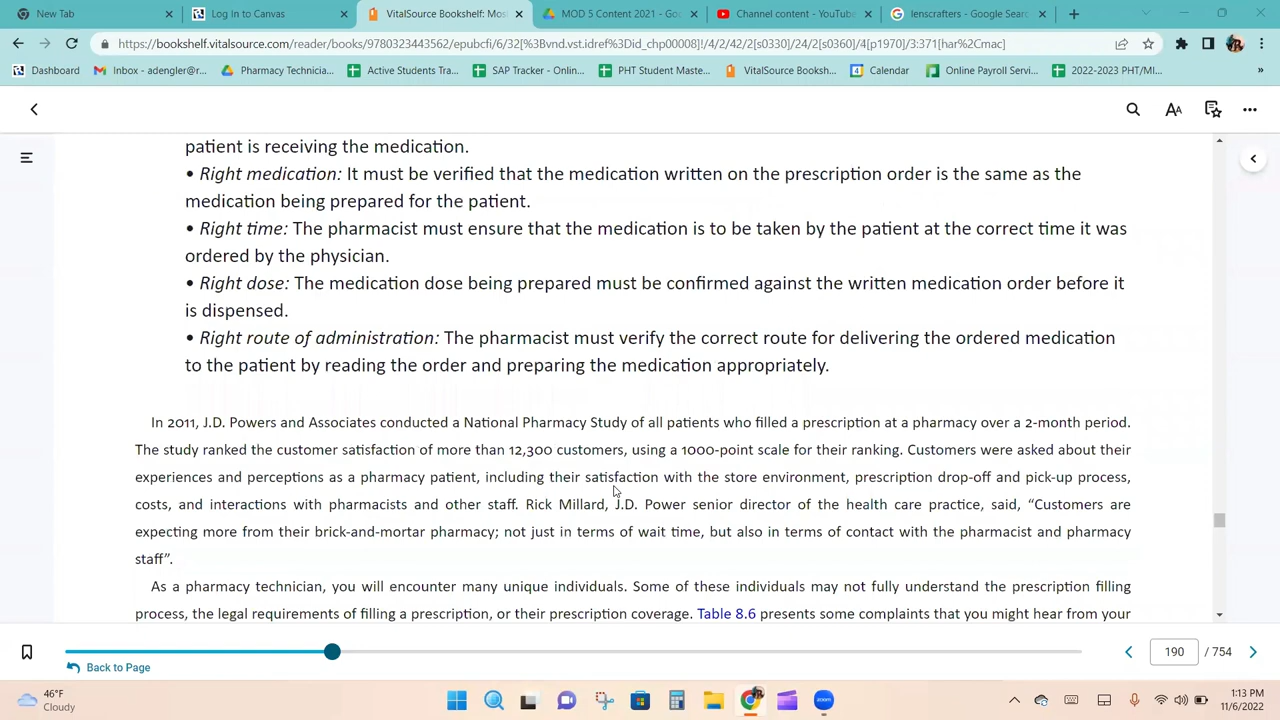 New Tab
Log In to Canvas
VitalSource Bookshelf: Mos
MOD 5 Content 2021 - Go
Channel content - YouTube
lenscrafters - Google Sear
https://bookshelf.vitalsource.com/reader/books/9780323443562/epubcfi/6/32[%3Bvnd.vst.idref%3Did_chp00008]!/4/2/42/2[s0330]/24/2[s0360]/4[p1970]/3:371[har%2Cmac]
Dashboard
Inbox - adengler@r...
Pharmacy Technicia...
Active Students Tra...
SAP Tracker - Onlin...
PHT Student Maste...
VitalSource Booksh...
Calendar
Online Payroll Servi...
2022-2023 PHT/MI...
patient is receiving the medication.
• Right medication: It must be verified that the medication written on the prescription order is the same as the
medication being prepared for the patient.
• Right time: The pharmacist must ensure that the medication is to be taken by the patient at the correct time it was
ordered by the physician.
• Right dose: The medication dose being prepared must be confirmed against the written medication order before it
is dispensed.
• Right route of administration: The pharmacist must verify the correct route for delivering the ordered medication
to the patient by reading the order and preparing the medication appropriately.
In 2011, J.D. Powers and Associates conducted a National Pharmacy Study of all patients who filled a prescription at a pharmacy over a 2-month period.
The study ranked the customer satisfaction of more than 12,300 customers, using a 1000-point scale for their ranking. Customers were asked about their
experiences and perceptions as a pharmacy patient, including their satisfaction with the store environment, prescription drop-off and pick-up process,
costs, and interactions with pharmacists and other staff. Rick Millard, J.D. Power senior director of the health care practice, said, “Customers are
expecting more from their brick-and-mortar pharmacy; not just in terms of wait time, but also in terms of contact with the pharmacist and pharmacy
staff”.
As a pharmacy technician, you will encounter many unique individuals. Some of these individuals may not fully understand the prescription filling
process, the legal requirements of filling a prescription, or their prescription coverage. Table 8.6 presents some complaints that you might hear from your
190 / 754
Back to Page
46°F
Cloudy
zoom
1:13 PM
11/6/2022